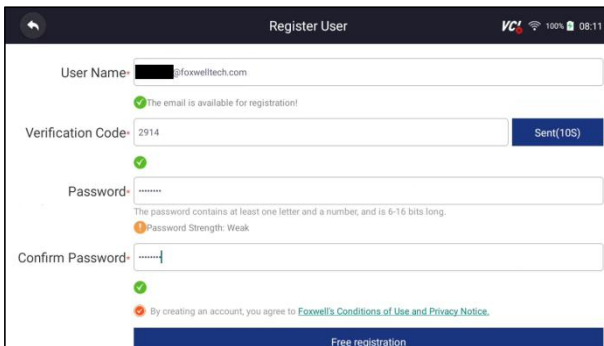 Register User
VCI 100% 08:11
User Name* @foxwelltech.com
The email is available for registration!
Verification Code* 2914 Sent(10S)
Password* ········
The password contains at least one letter and a number, and is 6-16 bits long.
Password Strength: Weak
Confirm Password* ········
By creating an account, you agree to Foxwell's Conditions of Use and Privacy Notice.
Free registration